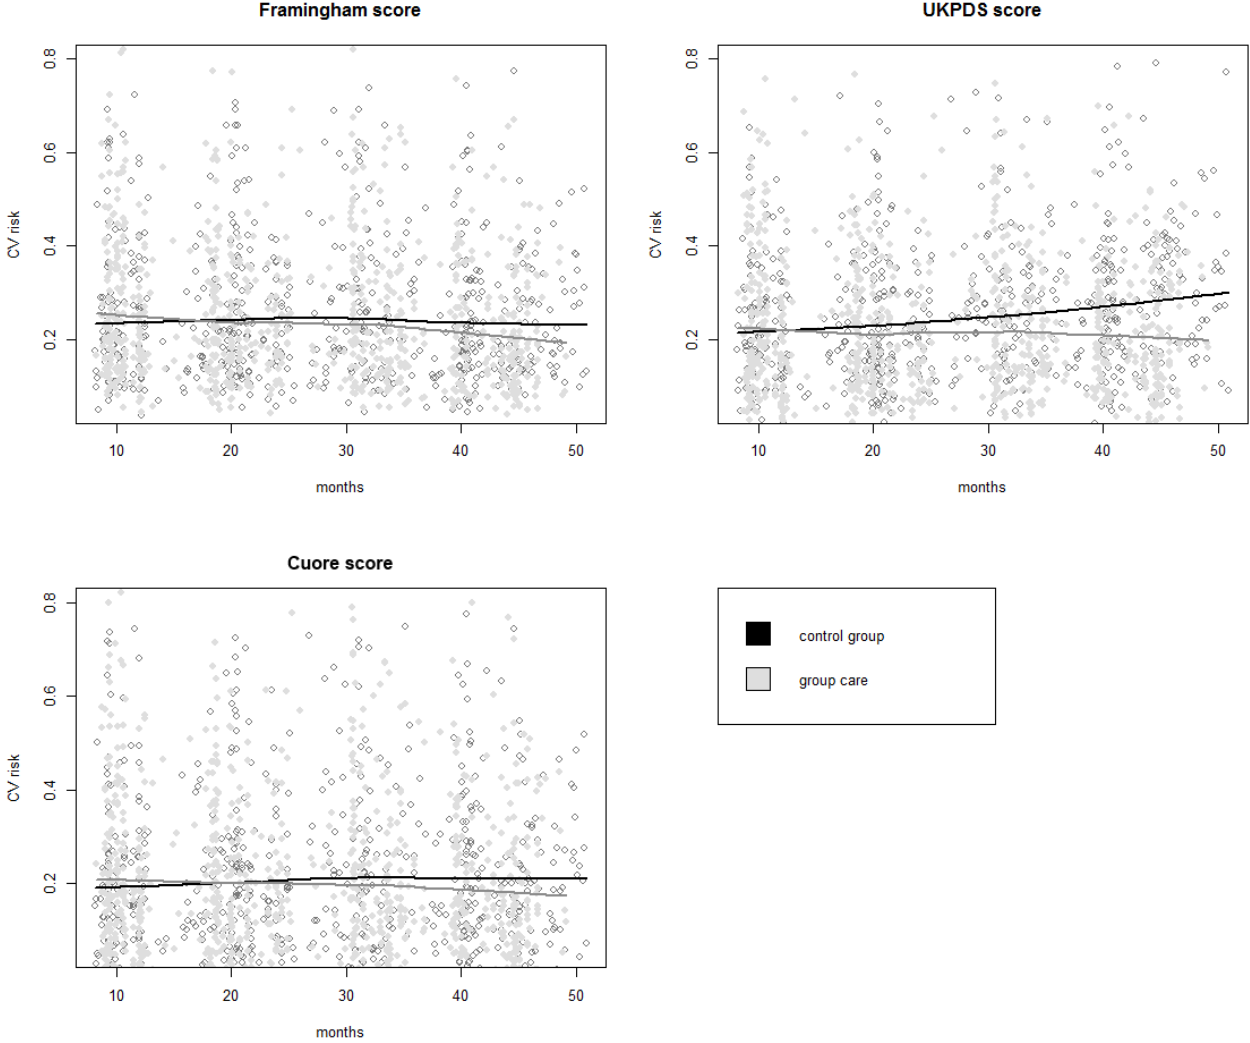 Framingham score
UKPDS score
CV risk
0.2 0.4 0.6 0.8
10 20 30 40 50
months
CV risk
0.2 0.4 0.6 0.8
10 20 30 40 50
months
Cuore score
CV risk
0.2 0.4 0.6 0.8
10 20 30 40 50
months
control group
group care